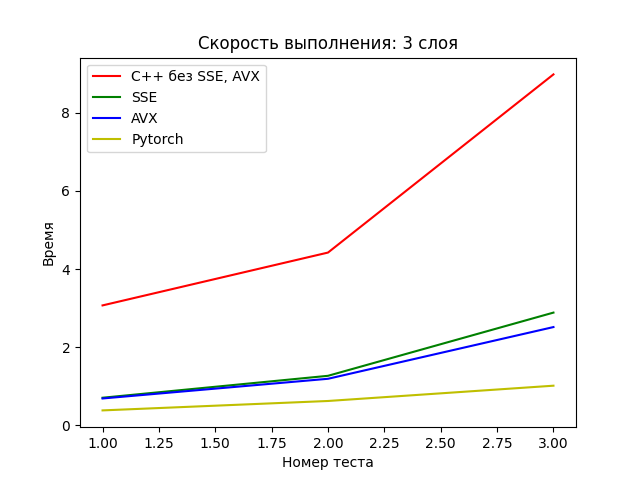 Скорость выполнения: 3 слоя
C++ без SSE, AVX
SSE
AVX
Pytorch
Время
8
6
4
2
0
1.00 1.25 1.50 1.75 2.00 2.25 2.50 2.75 3.00
Номер теста